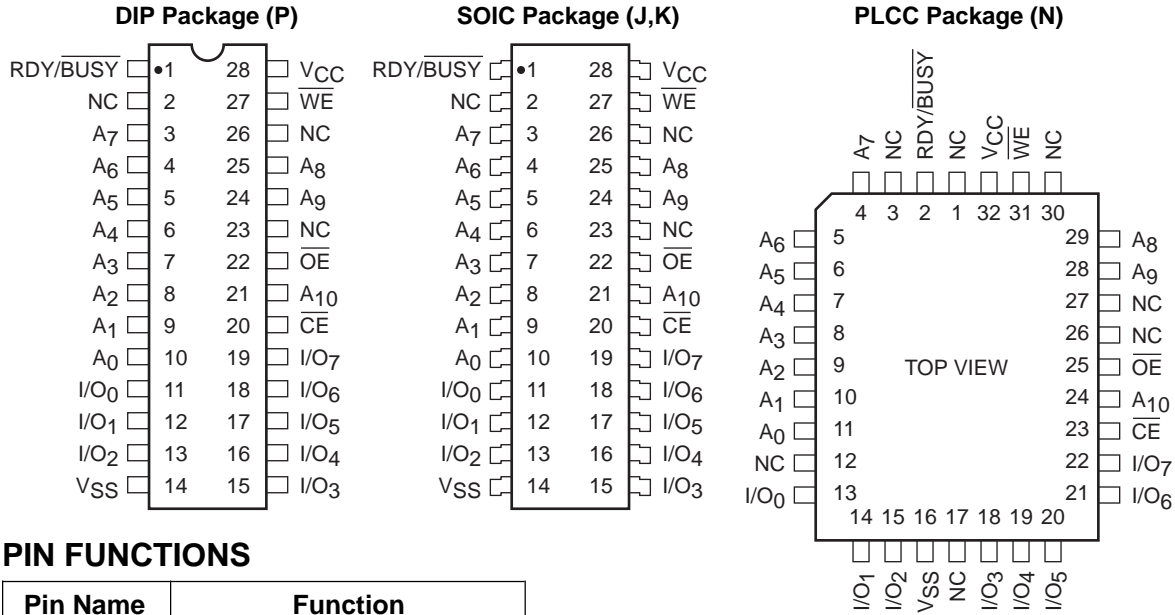 DIP Package (P)
RDY/BUSY 1 28 VCC
NC 2 27 WE
A7 3 26 NC
A6 4 25 A8
A5 5 24 A9
A4 6 23 NC
A3 7 22 OE
A2 8 21 A10
A1 9 20 CE
A0 10 19 I/O7
I/O0 11 18 I/O6
I/O1 12 17 I/O5
I/O2 13 16 I/O4
VSS 14 15 I/O3
SOIC Package (J,K)
RDY/BUSY 1 28 VCC
NC 2 27 WE
A7 3 26 NC
A6 4 25 A8
A5 5 24 A9
A4 6 23 NC
A3 7 22 OE
A2 8 21 A10
A1 9 20 CE
A0 10 19 I/O7
I/O0 11 18 I/O6
I/O1 12 17 I/O5
I/O2 13 16 I/O4
VSS 14 15 I/O3
PLCC Package (N)
A7 NC RDY/BUSY NC VCC WE NC
4 3 2 1 32 31 30
A6 5 29 A8
A5 6 28 A9
A4 7 27 NC
A3 8 26 NC
A2 9 TOP VIEW 25 OE
A1 10 24 A10
A0 11 23 CE
NC 12 22 I/O7
I/O0 13 21 I/O6
14 15 16 17 18 19 20
I/O1 I/O2 VSS NC I/O3 I/O4 I/O5
PIN FUNCTIONS
Pin Name Function